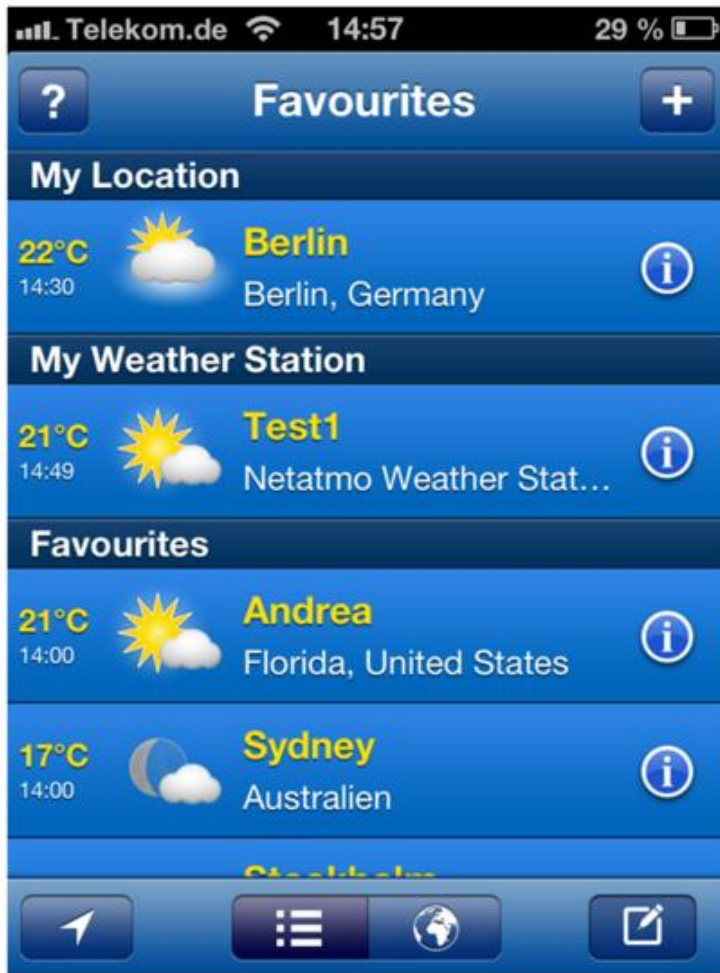 Telekom.de 14:57 29 %
? Favourites +
My Location
22°C Berlin
14:30 Berlin, Germany
My Weather Station
21°C Test1
14:49 Netatmo Weather Stat...
Favourites
21°C Andrea
14:00 Florida, United States
17°C Sydney
14:00 Australien
Stockholm